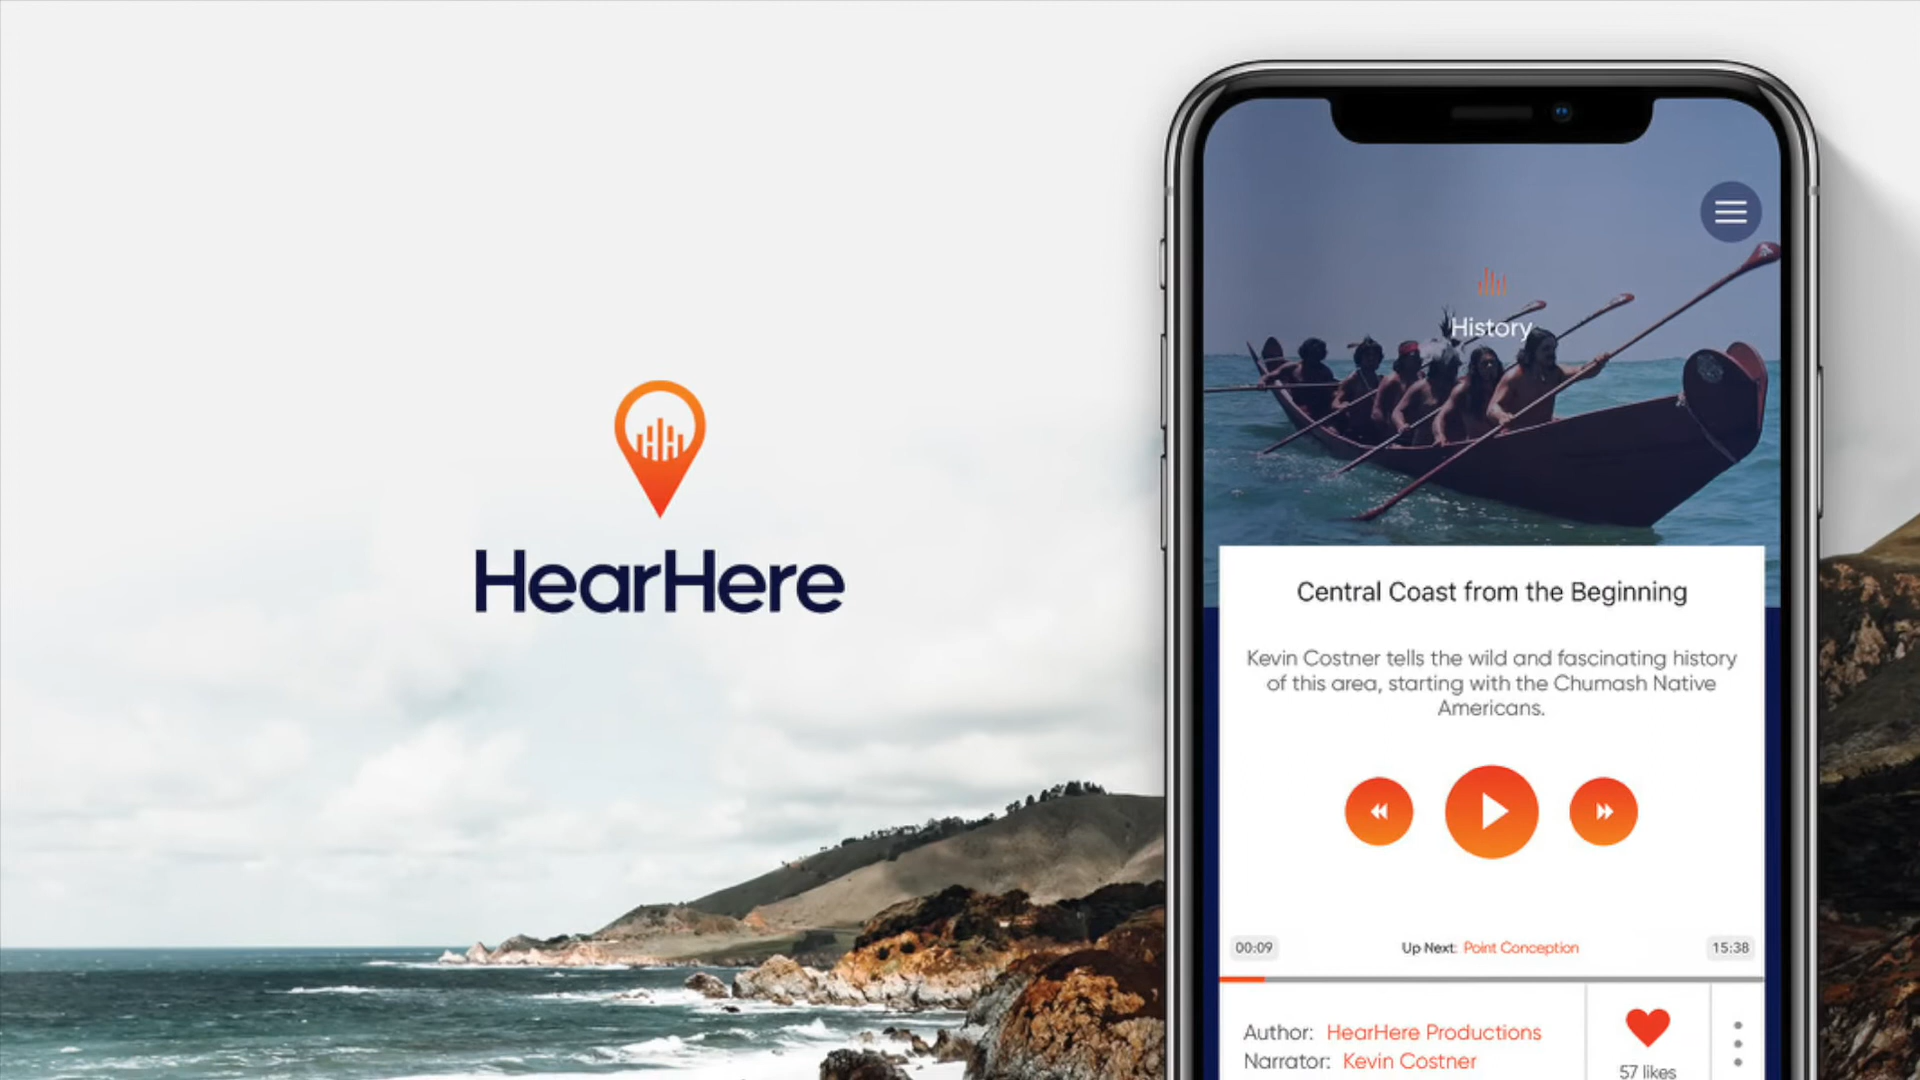 HearHere
History
Central Coast from the Beginning
Kevin Costner tells the wild and fascinating history
of this area, starting with the Chumash Native
Americans.
00:09
Up Next: Point Conception
15:38
Author: HearHere Productions
Narrator: Kevin Costner
57 likes